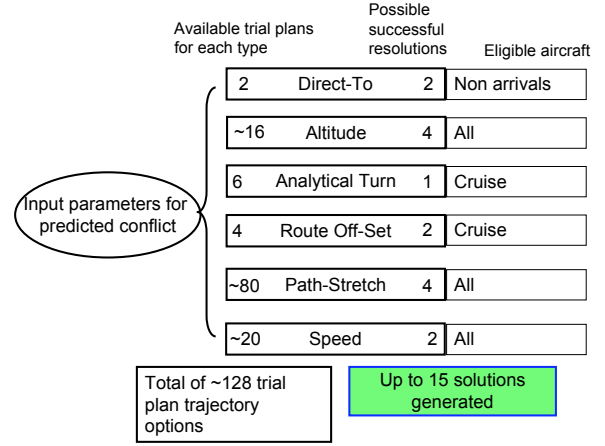 Available trial plans
for each type
Possible
successful
resolutions
Eligible aircraft
2 Direct-To 2 Non arrivals
~16 Altitude 4 All
6 Analytical Turn 1 Cruise
Input parameters for
predicted conflict
4 Route Off-Set 2 Cruise
~80 Path-Stretch 4 All
~20 Speed 2 All
Total of ~128 trial
plan trajectory
options
Up to 15 solutions
generated